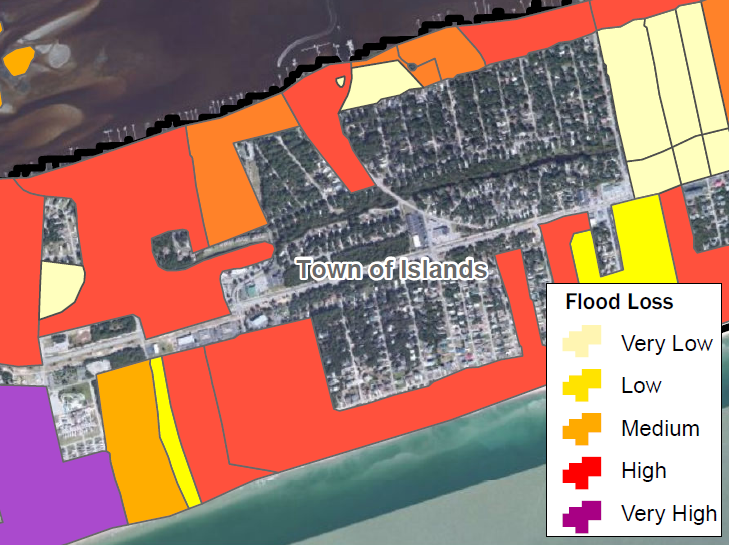 Town of Islands
Flood Loss
Very Low
Low
Medium
High
Very High